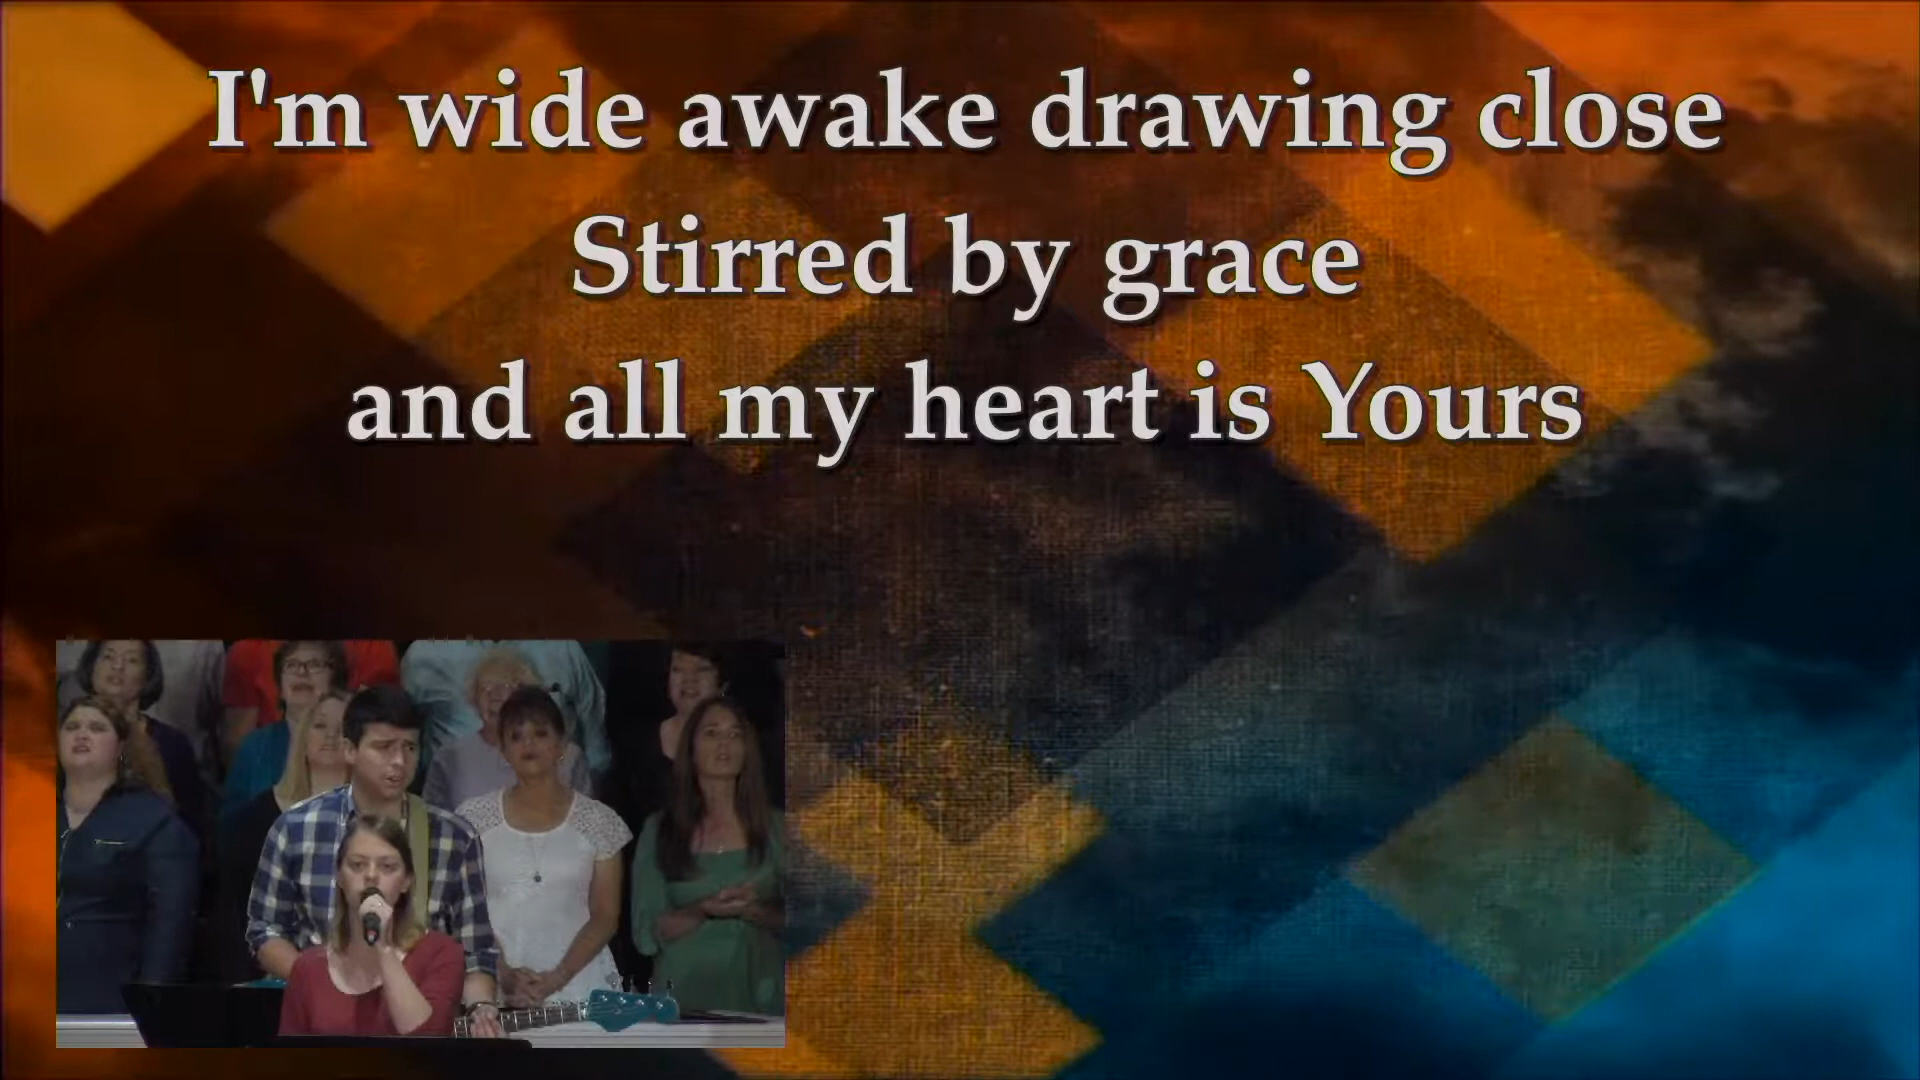 I'm wide awake drawing close
Stirred by grace
and all my heart is Yours